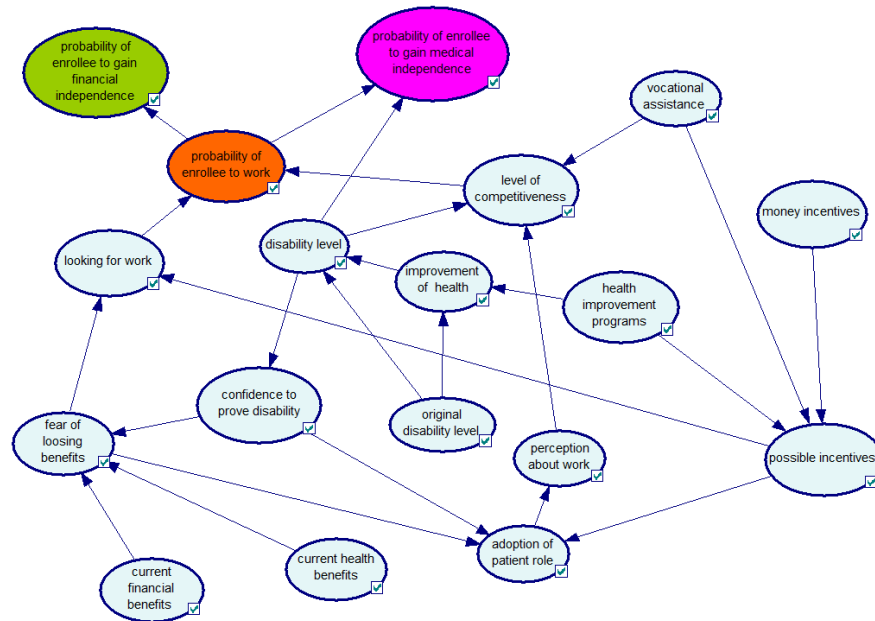 probability of
enrollee to gain
financial
independence
probability of enrollee
to gain medical
independence
vocational
assistance
probability of
enrollee to work
level of
competitiveness
money incentives
looking for work
disability level
improvement
of health
health
improvement
programs
confidence to
prove disability
original
disability level
fear of
loosing
benefits
perception
about work
possible incentives
current
financial
benefits
current health
benefits
adoption of
patient role